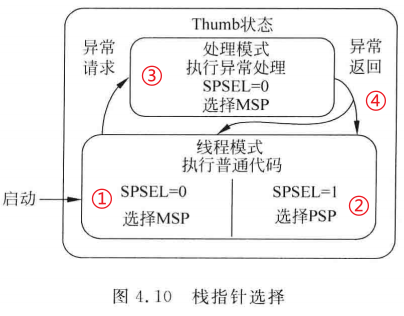 Thumb状态
异常
请求
③
处理模式
执行异常处理
SPSEL=0
选择MSP
异常
返回
④
线程模式
执行普通代码
启动
①
SPSEL=0
选择MSP
SPSEL=1
选择PSP
②
图 4.10 栈指针选择